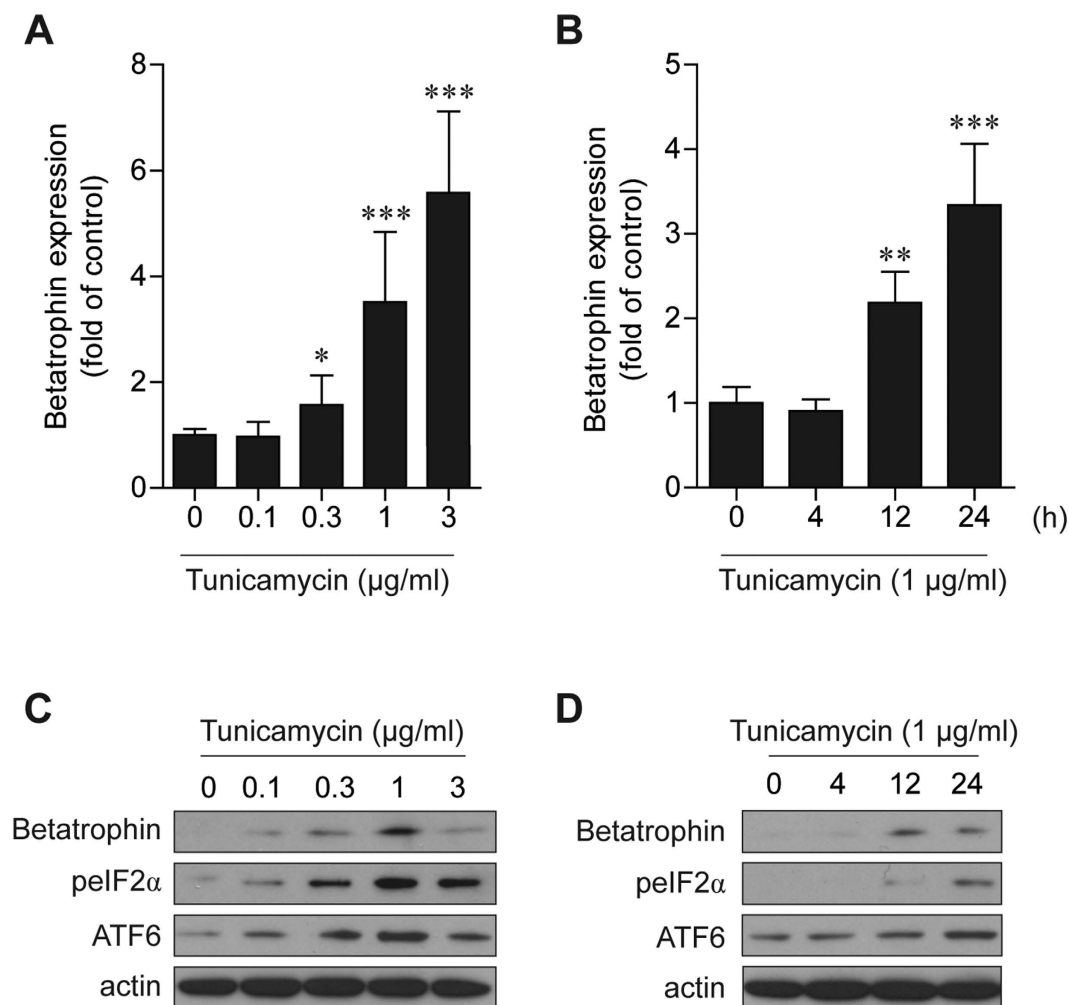 A
Betatrophin expression
(fold of control)
8
6
4
2
0
*
***
***
0 0.1 0.3 1 3
Tunicamycin (µg/ml)
B
Betatrophin expression
(fold of control)
5
4
3
2
1
0
**
***
0 4 12 24 (h)
Tunicamycin (1 µg/ml)
C
Tunicamycin (µg/ml)
0 0.1 0.3 1 3
Betatrophin
peIF2α
ATF6
actin
D
Tunicamycin (1 µg/ml)
0 4 12 24
Betatrophin
peIF2α
ATF6
actin